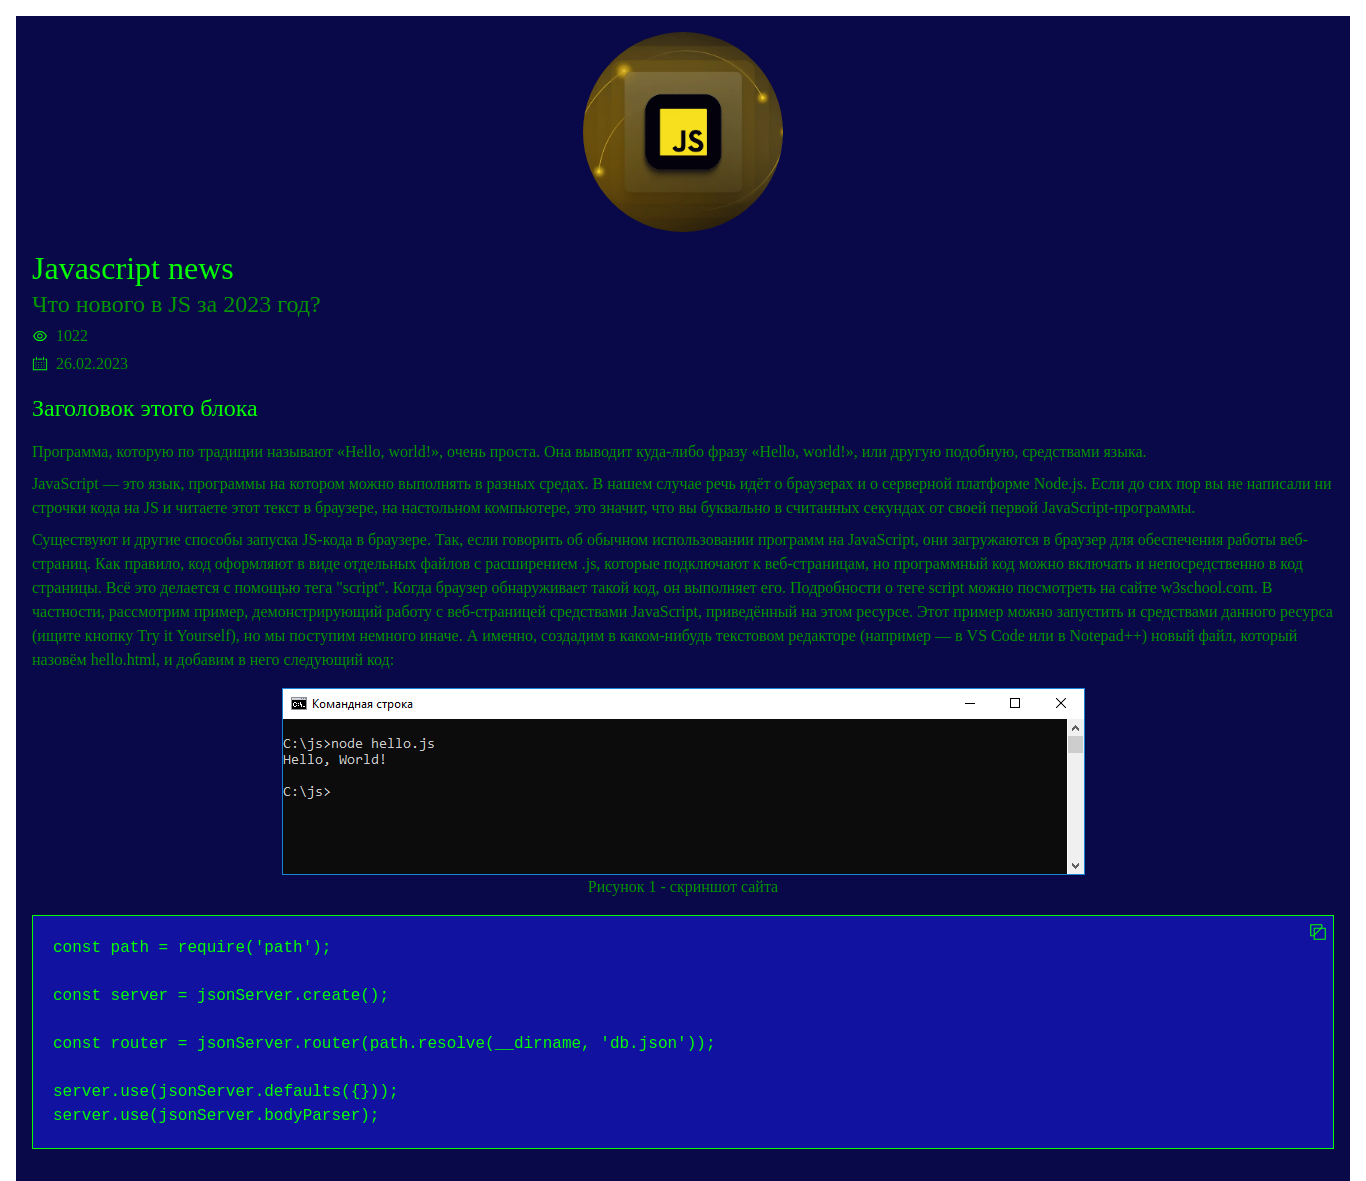 JS
Javascript news
Что нового в JS за 2023 год?
1022
26.02.2023
Заголовок этого блока
Программа, которую по традиции называют «Hello, world!», очень проста. Она выводит куда-либо фразу «Hello, world!», или другую подобную, средствами языка.
JavaScript — это язык, программы на котором можно выполнять в разных средах. В нашем случае речь идёт о браузерах и о серверной платформе Node.js. Если до сих пор вы не написали ни
строчки кода на JS и читаете этот текст в браузере, на настольном компьютере, это значит, что вы буквально в считанных секундах от своей первой JavaScript-программы.
Существуют и другие способы запуска JS-кода в браузере. Так, если говорить об обычном использовании программ на JavaScript, они загружаются в браузер для обеспечения работы веб-
страниц. Как правило, код оформляют в виде отдельных файлов с расширением .js, которые подключают к веб-страницам, но программный код можно включать и непосредственно в код
страницы. Всё это делается с помощью тега "script". Когда браузер обнаруживает такой код, он выполняет его. Подробности о теге script можно посмотреть на сайте w3school.com. В
частности, рассмотрим пример, демонстрирующий работу с веб-страницей средствами JavaScript, приведённый на этом ресурсе. Этот пример можно запустить и средствами данного ресурса
(ищите кнопку Try it Yourself), но мы поступим немного иначе. А именно, создадим в каком-нибудь текстовом редакторе (например — в VS Code или в Notepad++) новый файл, который
назовём hello.html, и добавим в него следующий код:
Командная строка
C:\js>node hello.js
Hello, World!
C:\js>
Рисунок 1 - скриншот сайта
const path = require('path');
const server = jsonServer.create();
const router = jsonServer.router(path.resolve(__dirname, 'db.json'));
server.use(jsonServer.defaults({}));
server.use(jsonServer.bodyParser);